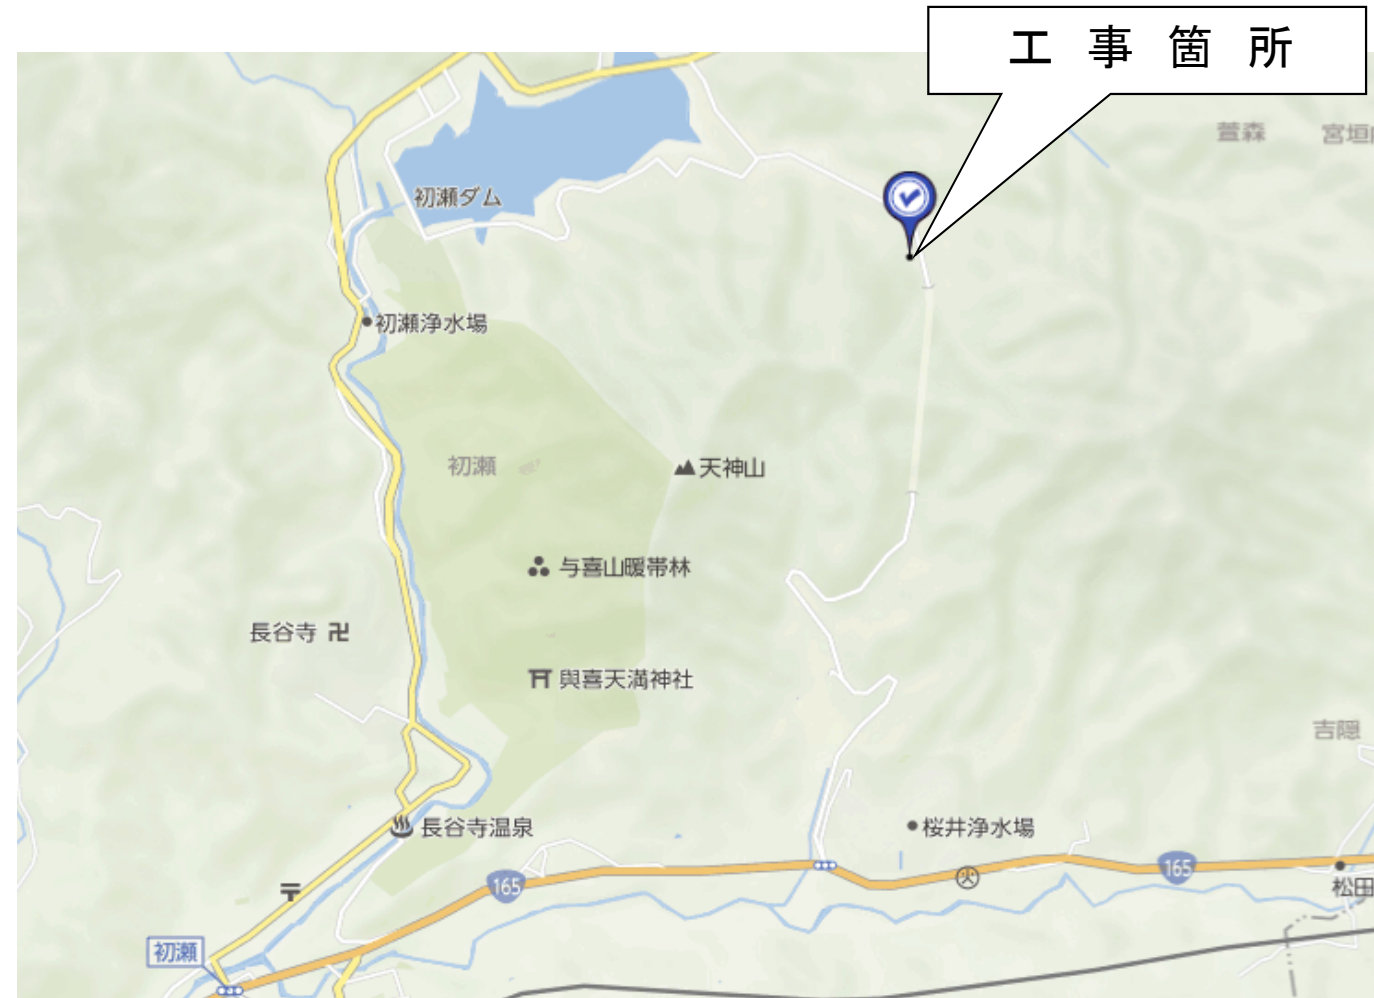 工事箇所
萱森
宮垣内
初瀬ダム
初瀬浄水場
初瀬
天神山
与喜山暖帯林
長谷寺
與喜天満神社
吉隠
長谷寺温泉
桜井浄水場
165
165
松田
初瀬